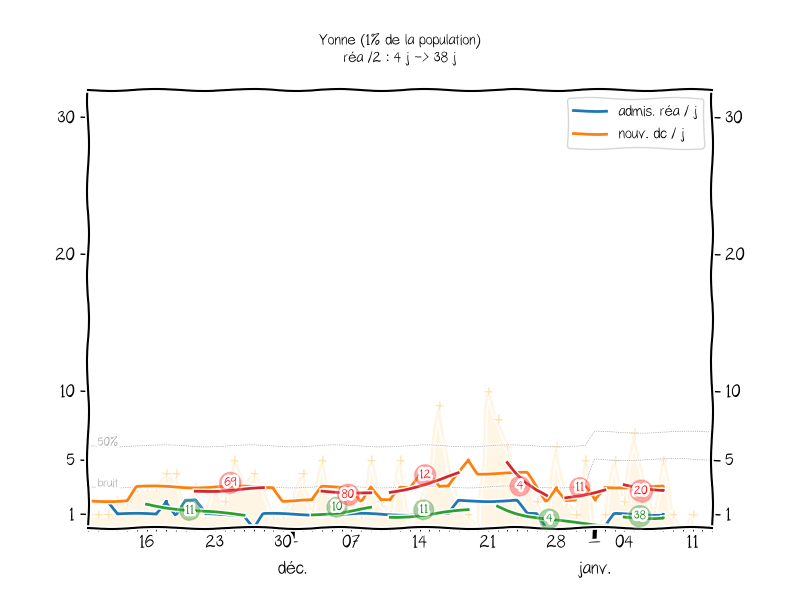 Yonne (1% de la population)
réa /2 : 4 j -> 38 j
admis. réa / j
nouv. dc / j
30 30
20 20
10 10
50%
5 5
bruit
1 1
69 80 12 4 11 20
11 10 11 4 38
16 23 30 07 14 21 28 04 11
déc. janv.